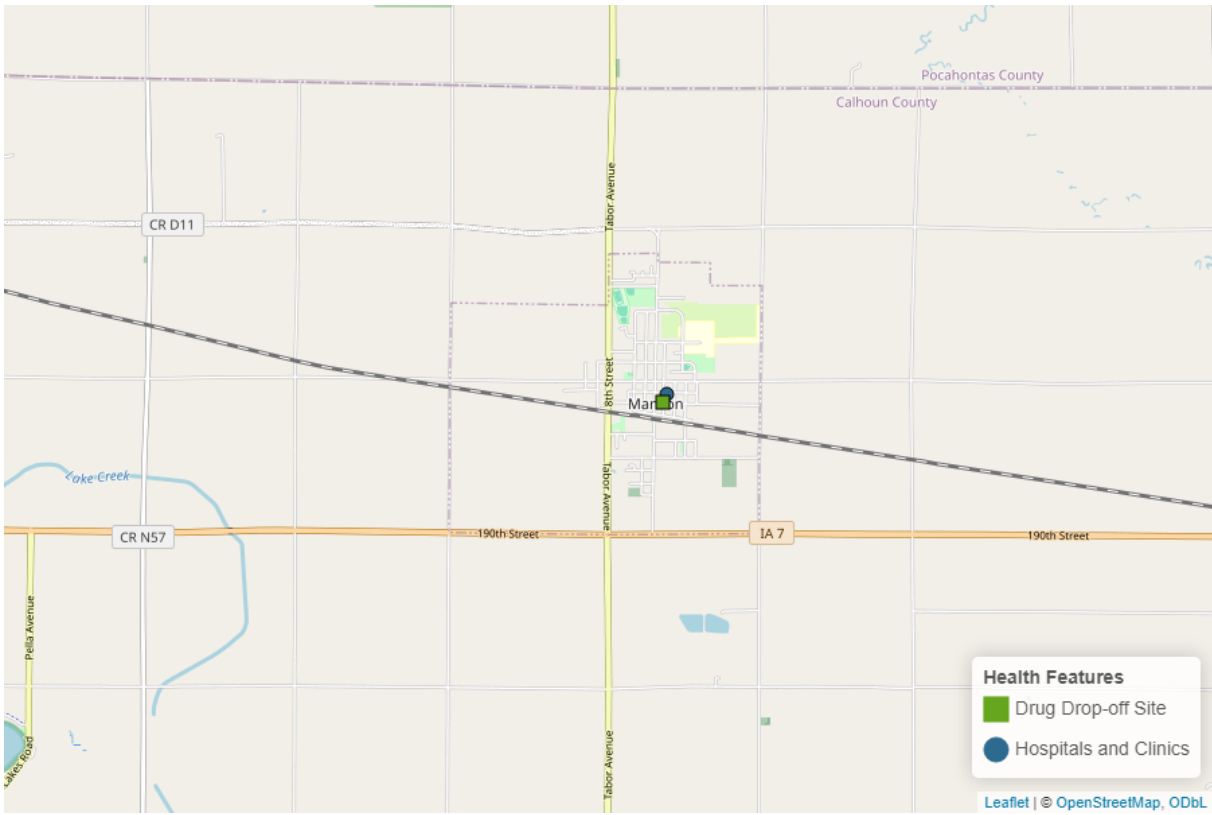 Pocahontas County
Calhoun County
Tabor Avenue
CR D11
8th Street
Lake Creek
Tabor Avenue
CR N57
190th Street
IA 7
190th Street
Pella Avenue
Lakes Road
Tabor Avenue
Health Features
Drug Drop-off Site
Hospitals and Clinics
Leaflet | © OpenStreetMap, ODbL